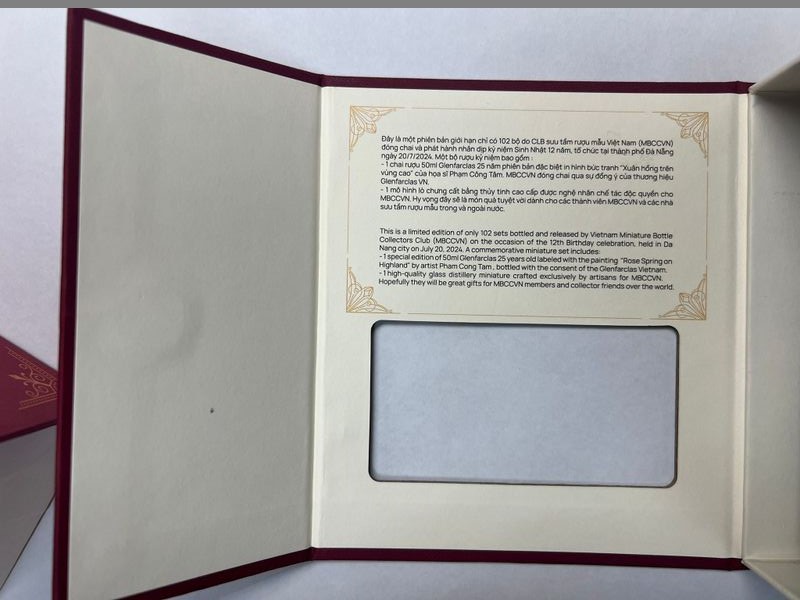 Đây là một phiên bản giới hạn chỉ có 102 bộ do CLB sưu tầm rượu mẫu Việt Nam (MBCCVN)
đóng chai và phát hành nhân dịp kỷ niệm Sinh Nhật 12 năm, tổ chức tại thành phố Đà Nẵng
ngày 20/7/2024. Một bộ rượu kỷ niệm bao gồm :
- 1 chai rượu 50ml Glenfarclas 25 năm phiên bản đặc biệt in hình bức tranh "Xuân hồng trên
vùng cao" của họa sĩ Phạm Công Tâm. MBCCVN đóng chai qua sự đồng ý của thương hiệu
Glenfarclas VN.
- 1 mô hình lò chưng cất bằng thủy tinh cao cấp được nghệ nhân chế tác độc quyền cho
MBCCVN. Hy vọng đây sẽ là món quà tuyệt vời dành cho các thành viên MBCCVN và các nhà
sưu tầm rượu mẫu trong và ngoài nước.
This is a limited edition of only 102 sets bottled and released by Vietnam Miniature Bottle
Collectors Club (MBCCVN) on the occasion of the 12th Birthday celebration, held in Da
Nang city on July 20, 2024. A commemorative miniature set includes:
- 1 special edition of 50ml Glenfarclas 25 years old labeled with the painting "Rose Spring on
Highland" by artist Pham Cong Tam , bottled with the consent of the Glenfarclas Vietnam.
- 1 high-quality glass distillery miniature crafted exclusively by artisans for MBCCVN.
Hopefully they will be great gifts for MBCCVN members and collector friends over the world.